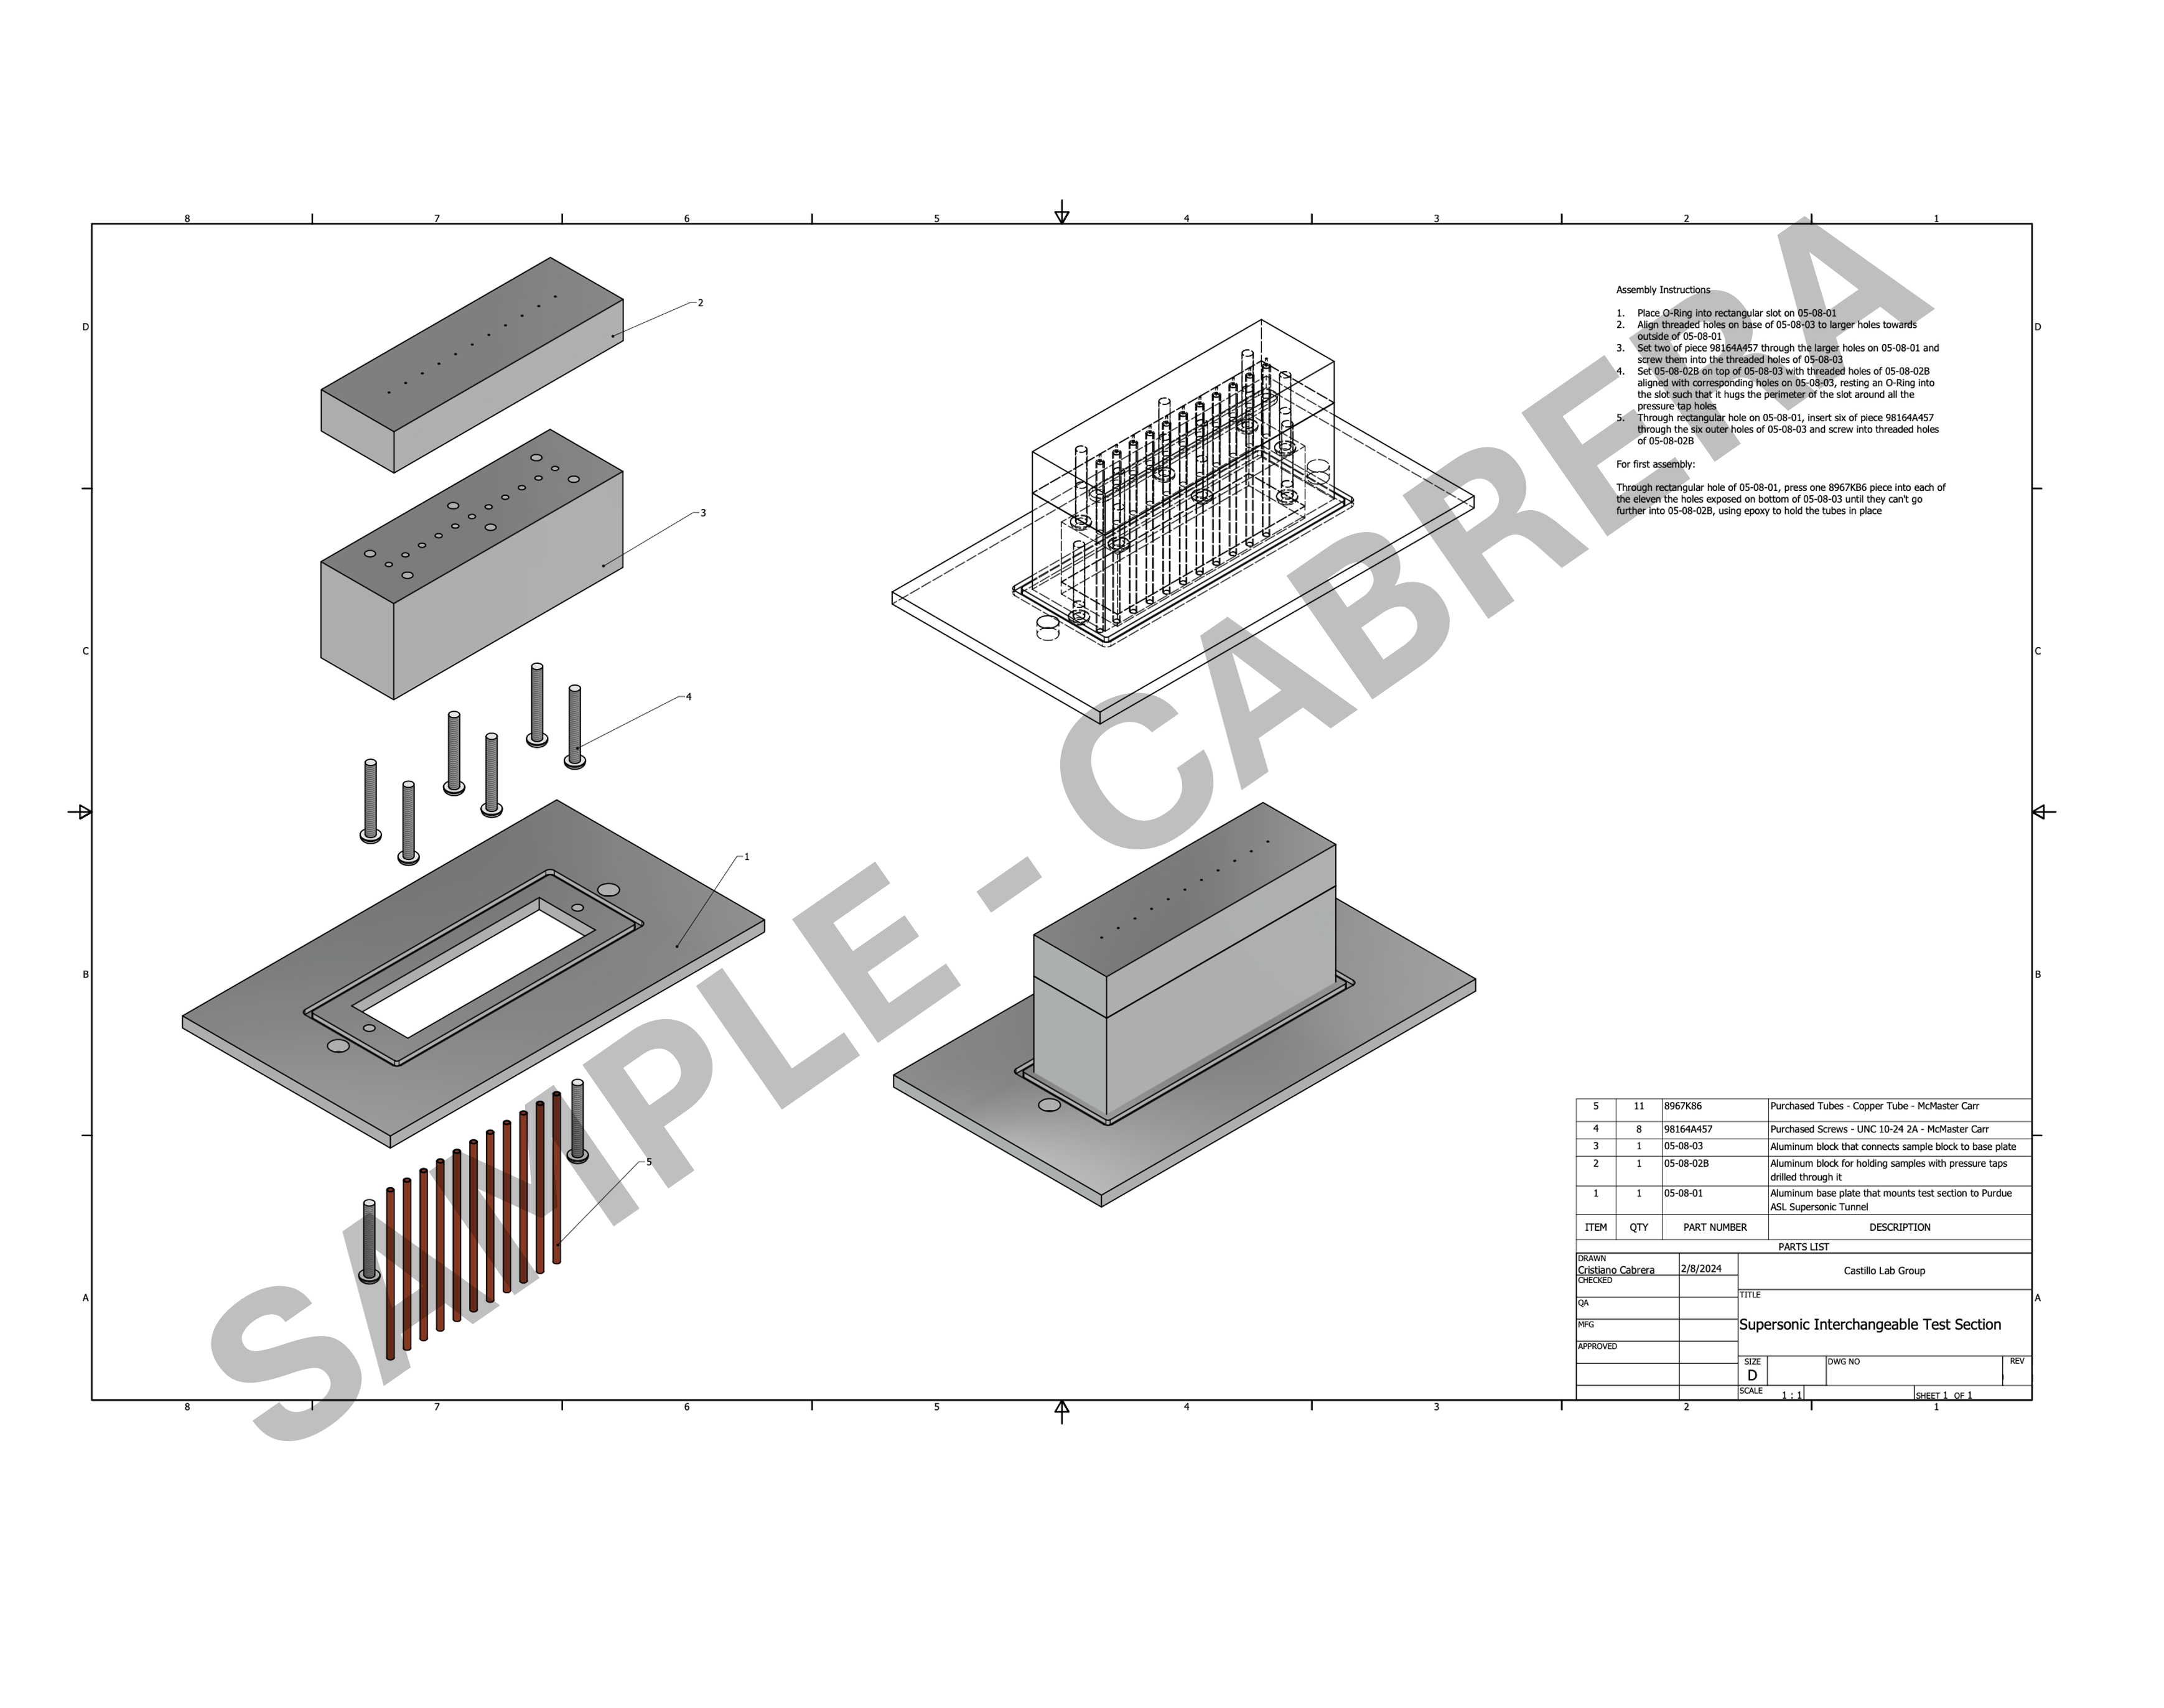 8 7 6 5 4 3 2 1
D
C
B
A
D
C
B
A
2
3
4
1
5
Assembly Instructions
1. Place O-Ring into rectangular slot on 05-08-01
2. Align threaded holes on base of 05-08-03 to larger holes towards
outside of 05-08-01
3. Set two of piece 98164A457 through the larger holes on 05-08-01 and
screw them into the threaded holes of 05-08-03
4. Set 05-08-02B on top of 05-08-03 with threaded holes of 05-08-02B
aligned with corresponding holes on 05-08-03, resting an O-Ring into
the slot such that it hugs the perimeter of the slot around all the
pressure tap holes
5. Through rectangular hole on 05-08-01, insert six of piece 98164A457
through the six outer holes of 05-08-03 and screw into threaded holes
of 05-08-02B
For first assembly:
Through rectangular hole of 05-08-01, press one 8967KB6 piece into each of
the eleven the holes exposed on bottom of 05-08-03 until they can't go
further into 05-08-02B, using epoxy to hold the tubes in place
SAMPLE - CABRERA
5 11 8967K86 Purchased Tubes - Copper Tube - McMaster Carr
4 8 98164A457 Purchased Screws - UNC 10-24 2A - McMaster Carr
3 1 05-08-03 Aluminum block that connects sample block to base plate
2 1 05-08-02B Aluminum block for holding samples with pressure taps
drilled through it
1 1 05-08-01 Aluminum base plate that mounts test section to Purdue
ASL Supersonic Tunnel
ITEM QTY PART NUMBER DESCRIPTION
PARTS LIST
DRAWN
Cristiano Cabrera 2/8/2024
CHECKED
QA
MFG
APPROVED
Castillo Lab Group
TITLE
Supersonic Interchangeable Test Section
SIZE
D
DWG NO
REV
SCALE 1 : 1
SHEET 1 OF 1
8 7 6 5 4 3 2 1